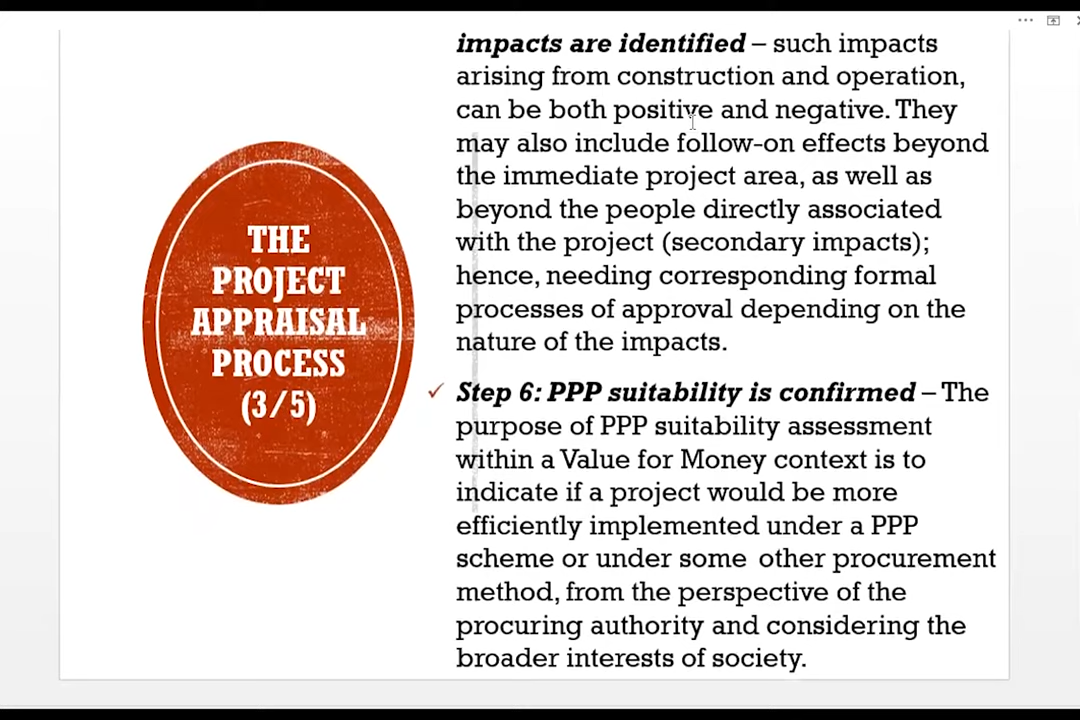 THE
PROJECT
APPRAISAL
PROCESS
(3/5)
impacts are identified – such impacts
arising from construction and operation,
can be both positive and negative. They
may also include follow-on effects beyond
the immediate project area, as well as
beyond the people directly associated
with the project (secondary impacts);
hence, needing corresponding formal
processes of approval depending on the
nature of the impacts.
✓ Step 6: PPP suitability is confirmed – The
purpose of PPP suitability assessment
within a Value for Money context is to
indicate if a project would be more
efficiently implemented under a PPP
scheme or under some other procurement
method, from the perspective of the
procuring authority and considering the
broader interests of society.